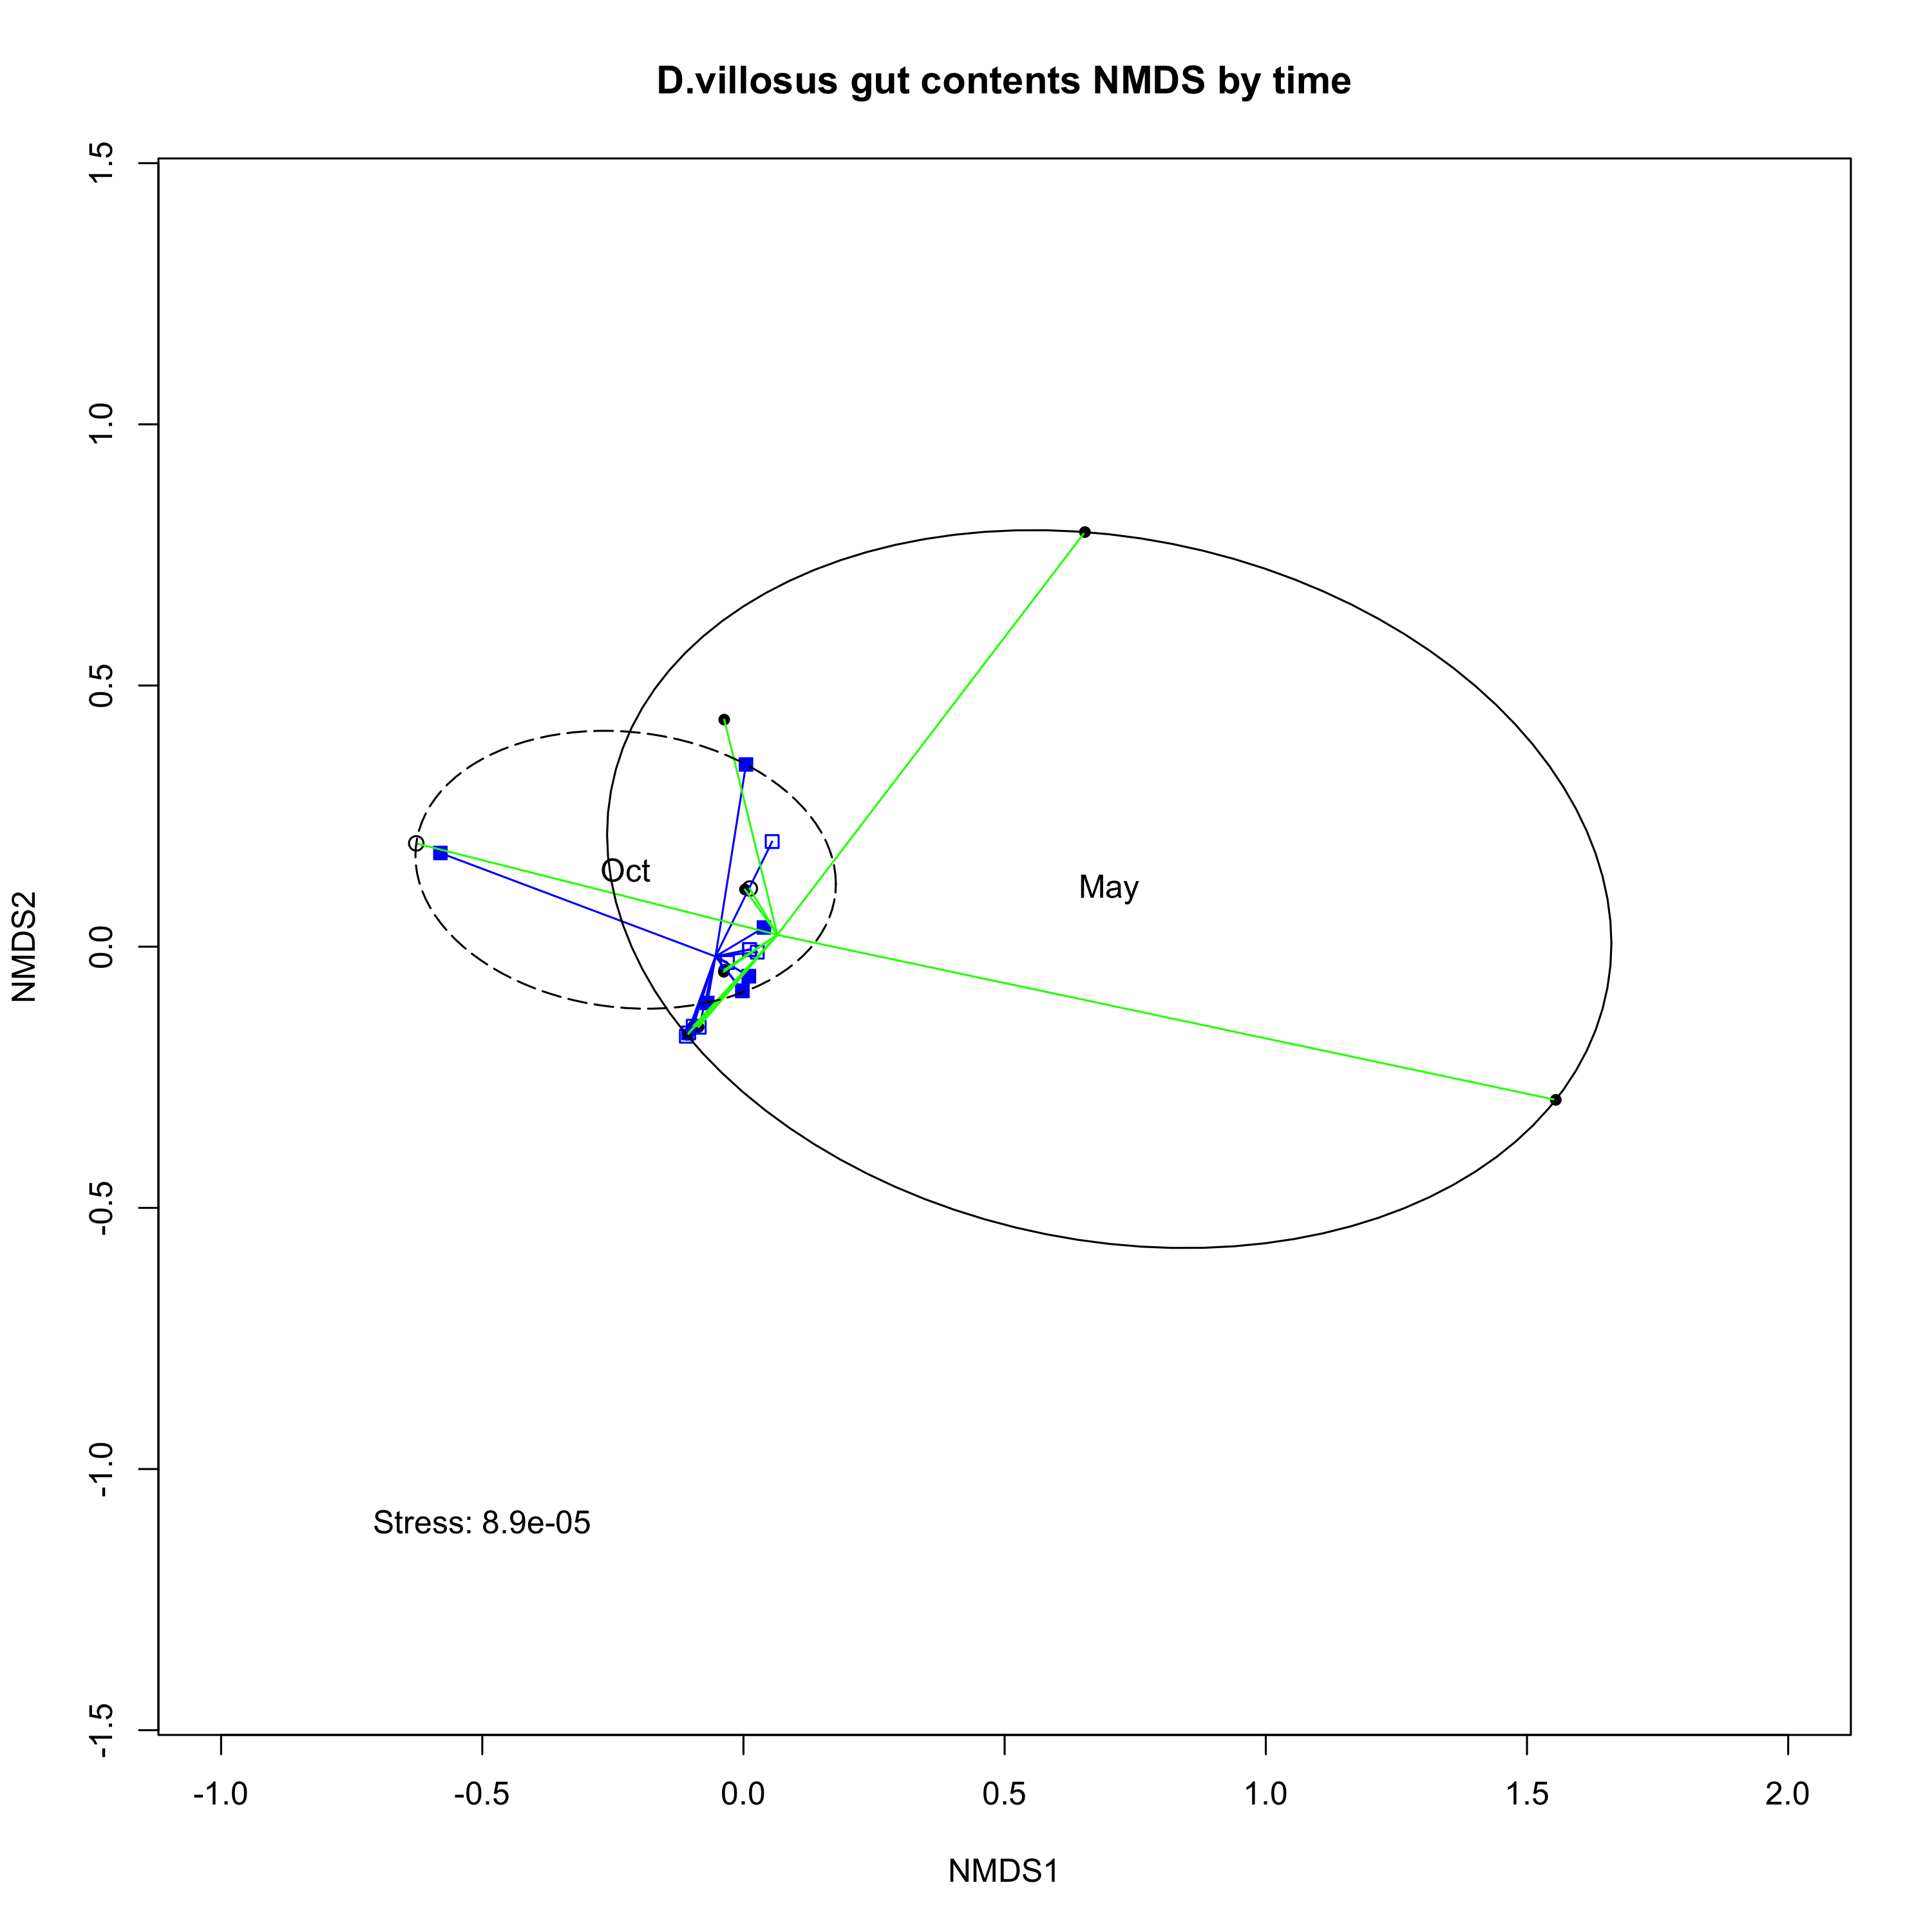 D.villosus gut contents NMDS by time
1.5
1.0
0.5
0.0
-0.5
-1.0
-1.5
NMDS2
Oct
May
Stress: 8.9e-05
-1.0 -0.5 0.0 0.5 1.0 1.5 2.0
NMDS1